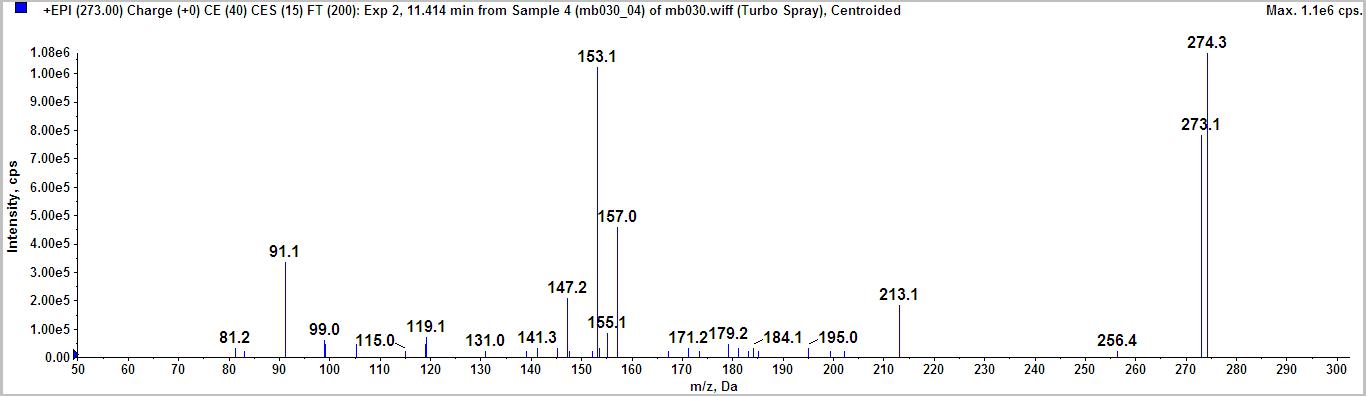 +EPI (273.00) Charge (+0) CE (40) CES (15) FT (200): Exp 2, 11.414 min from Sample 4 (mb030_04) of mb030.wiff (Turbo Spray), Centroided
Max. 1.1e6 cps.
Intensity, cps
1.08e6
1.00e6
9.00e5
8.00e5
7.00e5
6.00e5
5.00e5
4.00e5
3.00e5
2.00e5
1.00e5
0.00
274.3
153.1
273.1
157.0
91.1
147.2
213.1
155.1
119.1
99.0
81.2
115.0
131.0
141.3
171.2
179.2
184.1
195.0
256.4
50 60 70 80 90 100 110 120 130 140 150 160 170 180 190 200 210 220 230 240 250 260 270 280 290 300
m/z, Da